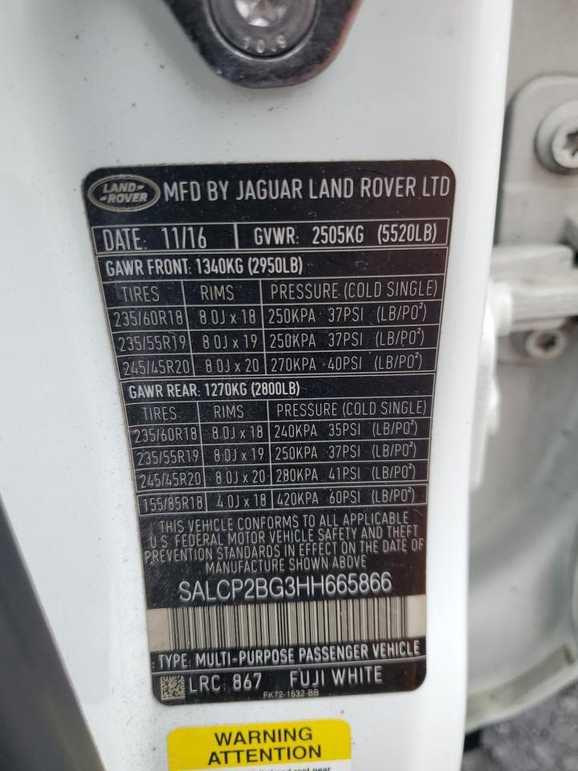 LAND-
-ROVER
MFD BY JAGUAR LAND ROVER LTD
DATE: 11/16 GVWR: 2505KG (5520LB)
GAWR FRONT: 1340KG (2950LB)
TIRES RIMS PRESSURE (COLD SINGLE)
235/60R18 8.0J x 18 250KPA 37PSI (LB/PO²)
235/55R19 8.0J x 19 250KPA 37PSI (LB/PO²)
245/45R20 8.0J x 20 270KPA 40PSI (LB/PO²)
GAWR REAR: 1270KG (2800LB)
TIRES RIMS PRESSURE (COLD SINGLE)
235/60R18 8.0J x 18 240KPA 35PSI (LB/PO²)
235/55R19 8.0J x 19 250KPA 37PSI (LB/PO²)
245/45R20 8.0J x 20 280KPA 41PSI (LB/PO²)
155/85R18 4.0J x 18 420KPA 60PSI (LB/PO²)
THIS VEHICLE CONFORMS TO ALL APPLICABLE
U.S. FEDERAL MOTOR VEHICLE SAFETY AND THEFT
PREVENTION STANDARDS IN EFFECT ON THE DATE OF
MANUFACTURE SHOWN ABOVE
SALCP2BG3HH665866
TYPE: MULTI-PURPOSE PASSENGER VEHICLE
LRC: 867 FUJI WHITE
FK72-1532-BB
WARNING
ATTENTION